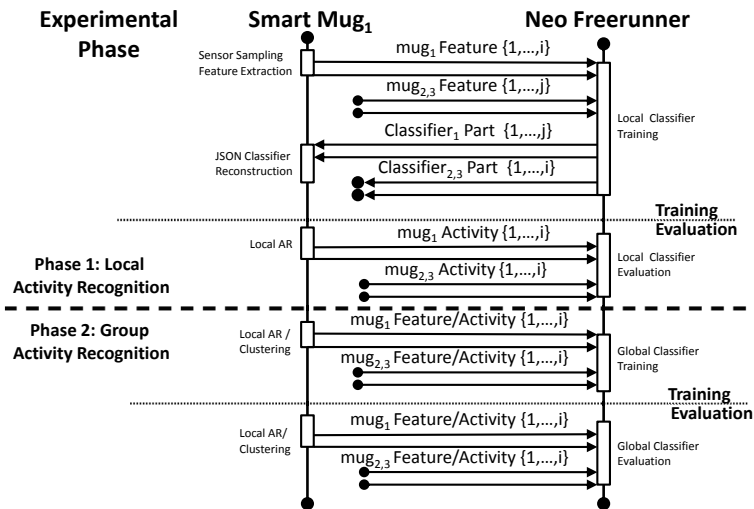 Experimental
Phase
Smart Mug₁
Neo Freerunner
Sensor Sampling
Feature Extraction
mug₁ Feature {1,...,i}
mug₂,₃ Feature {1,...,j}
Local Classifier
Training
Classifier₁ Part {1,...,j}
JSON Classifier
Reconstruction
Classifier₂,₃ Part {1,...,i}
Training
Evaluation
mug₁ Activity {1,...,i}
Local AR
Local Classifier
Evaluation
mug₂,₃ Activity {1,...,i}
Phase 1: Local
Activity Recognition
Phase 2: Group
Activity Recognition
mug₁ Feature/Activity {1,...,i}
Local AR /
Clustering
mug₂,₃ Feature/Activity {1,...,i}
Global Classifier
Training
Training
Evaluation
mug₁ Feature/Activity {1,...,i}
Local AR/
Clustering
mug₂,₃ Feature/Activity {1,...,i}
Global Classifier
Evaluation